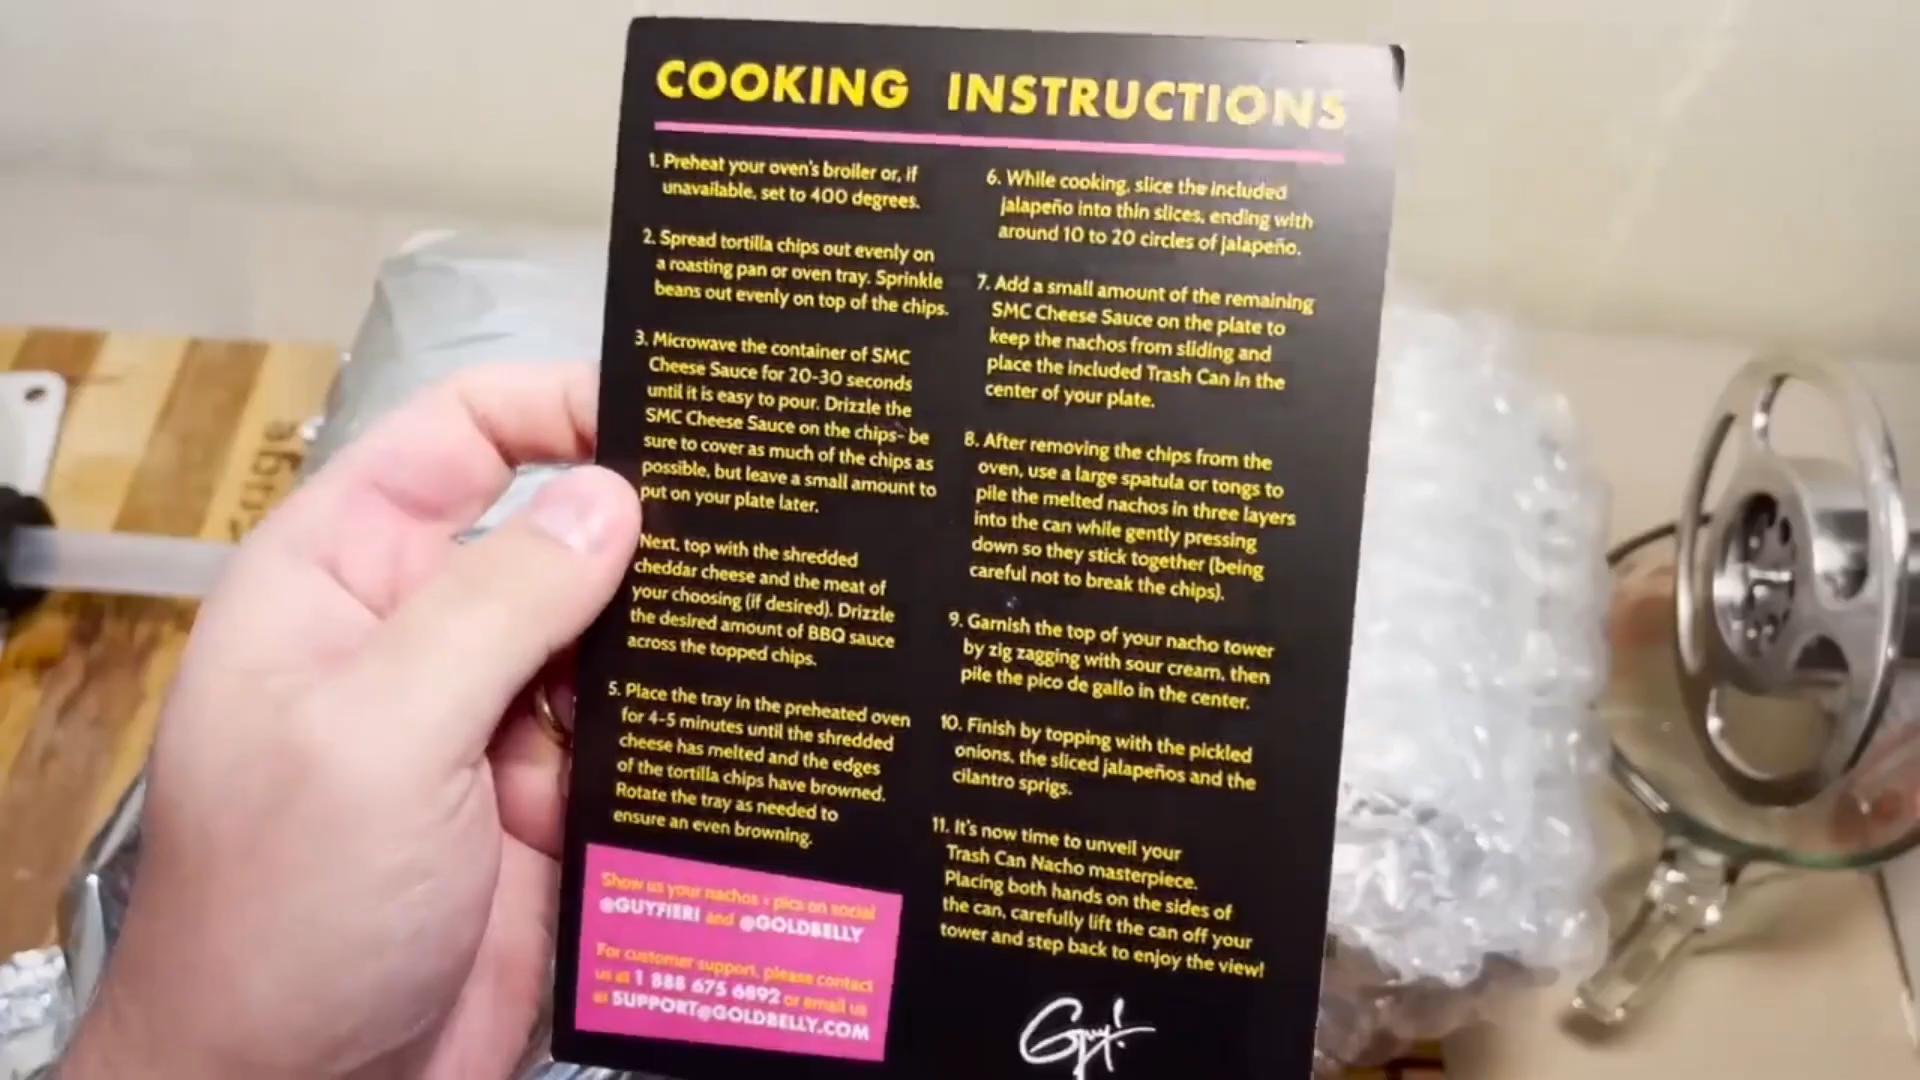 COOKING INSTRUCTIONS
1. Preheat your oven's broiler or, if
unavailable, set to 400 degrees.
2. Spread tortilla chips out evenly on
a roasting pan or oven tray. Sprinkle
beans out evenly on top of the chips.
3. Microwave the container of SMC
Cheese Sauce for 20-30 seconds
until it is easy to pour. Drizzle the
SMC Cheese Sauce on the chips- be
sure to cover as much of the chips as
possible, but leave a small amount to
put on your plate later.
Next, top with the shredded
cheddar cheese and the meat of
your choosing (if desired). Drizzle
the desired amount of BBQ sauce
across the topped chips.
5. Place the tray in the preheated oven
for 4-5 minutes until the shredded
cheese has melted and the edges
of the tortilla chips have browned.
Rotate the tray as needed to
ensure an even browning.
Show us your nachos + pics on social
@GUYFIERI and @GOLDBELLY
For customer support, please contact
us at 1 888 675 6892 or email us
at SUPPORT@GOLDBELLY.COM
6. While cooking, slice the included
jalapeño into thin slices, ending with
around 10 to 20 circles of jalapeño.
7. Add a small amount of the remaining
SMC Cheese Sauce on the plate to
keep the nachos from sliding and
place the included Trash Can in the
center of your plate.
8. After removing the chips from the
oven, use a large spatula or tongs to
pile the melted nachos in three layers
into the can while gently pressing
down so they stick together (being
careful not to break the chips).
9. Garnish the top of your nacho tower
by zig zagging with sour cream, then
pile the pico de gallo in the center.
10. Finish by topping with the pickled
onions, the sliced jalapeños and the
cilantro sprigs.
11. It's now time to unveil your
Trash Can Nacho masterpiece.
Placing both hands on the sides of
the can, carefully lift the can off your
tower and step back to enjoy the view!
Guy!